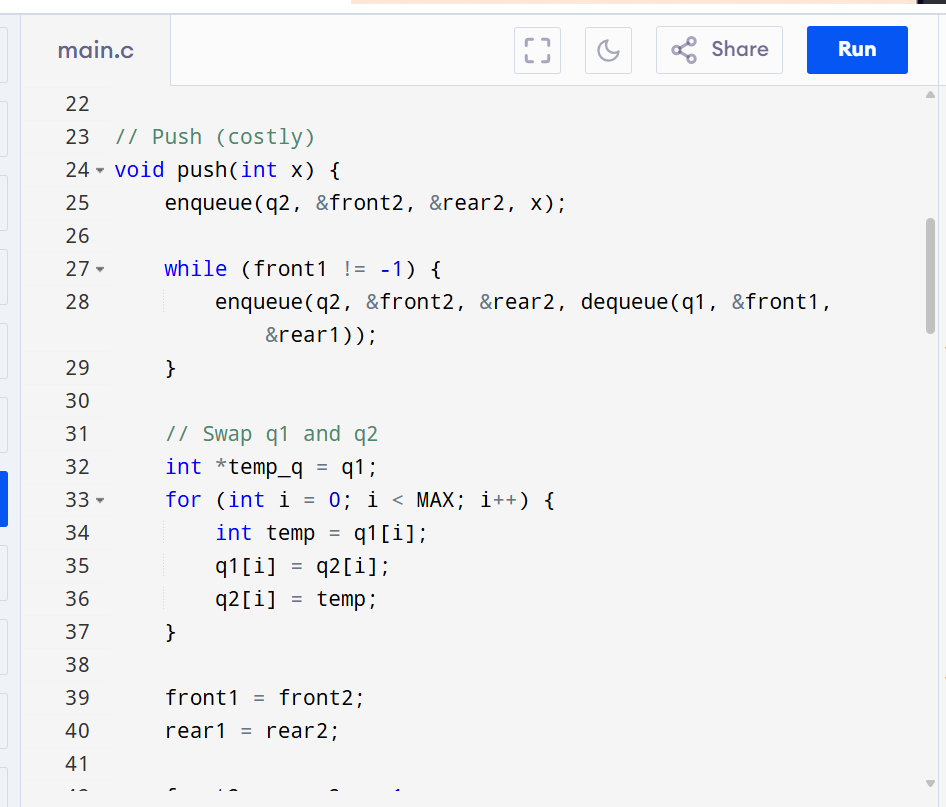 main.c
Share
Run
22
23 // Push (costly)
24 void push(int x) {
25     enqueue(q2, &front2, &rear2, x);
26
27     while (front1 != -1) {
28         enqueue(q2, &front2, &rear2, dequeue(q1, &front1,
            &rear1));
29     }
30
31     // Swap q1 and q2
32     int *temp_q = q1;
33     for (int i = 0; i < MAX; i++) {
34         int temp = q1[i];
35         q1[i] = q2[i];
36         q2[i] = temp;
37     }
38
39     front1 = front2;
40     rear1 = rear2;
41